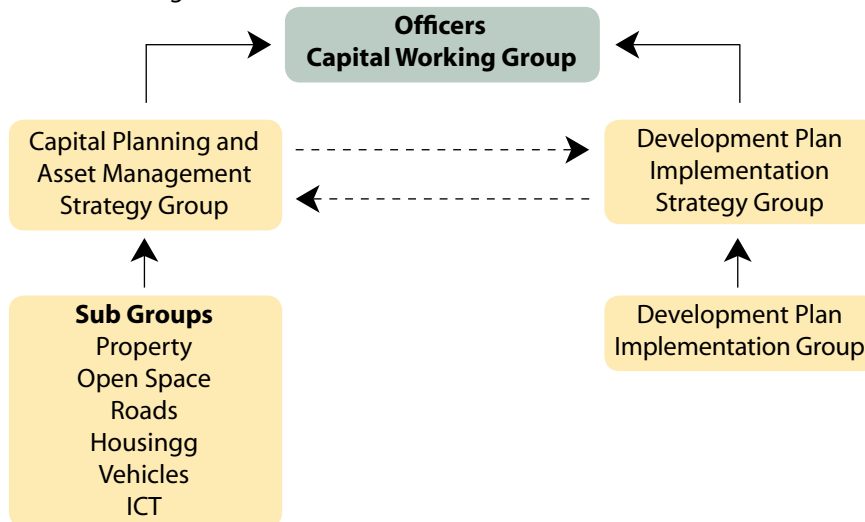 Officers
Capital Working Group
Capital Planning and
Asset Management
Strategy Group
Development Plan
Implementation
Strategy Group
Sub Groups
Property
Open Space
Roads
Housingg
Vehicles
ICT
Development Plan
Implementation Group